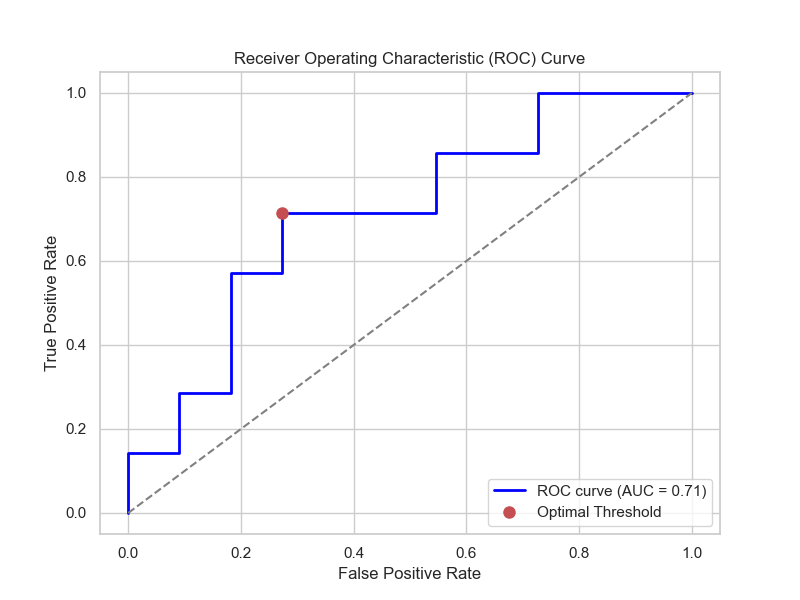 Receiver Operating Characteristic (ROC) Curve
True Positive Rate
1.0
0.8
0.6
0.4
0.2
0.0
0.0 0.2 0.4 0.6 0.8 1.0
False Positive Rate
ROC curve (AUC = 0.71)
Optimal Threshold